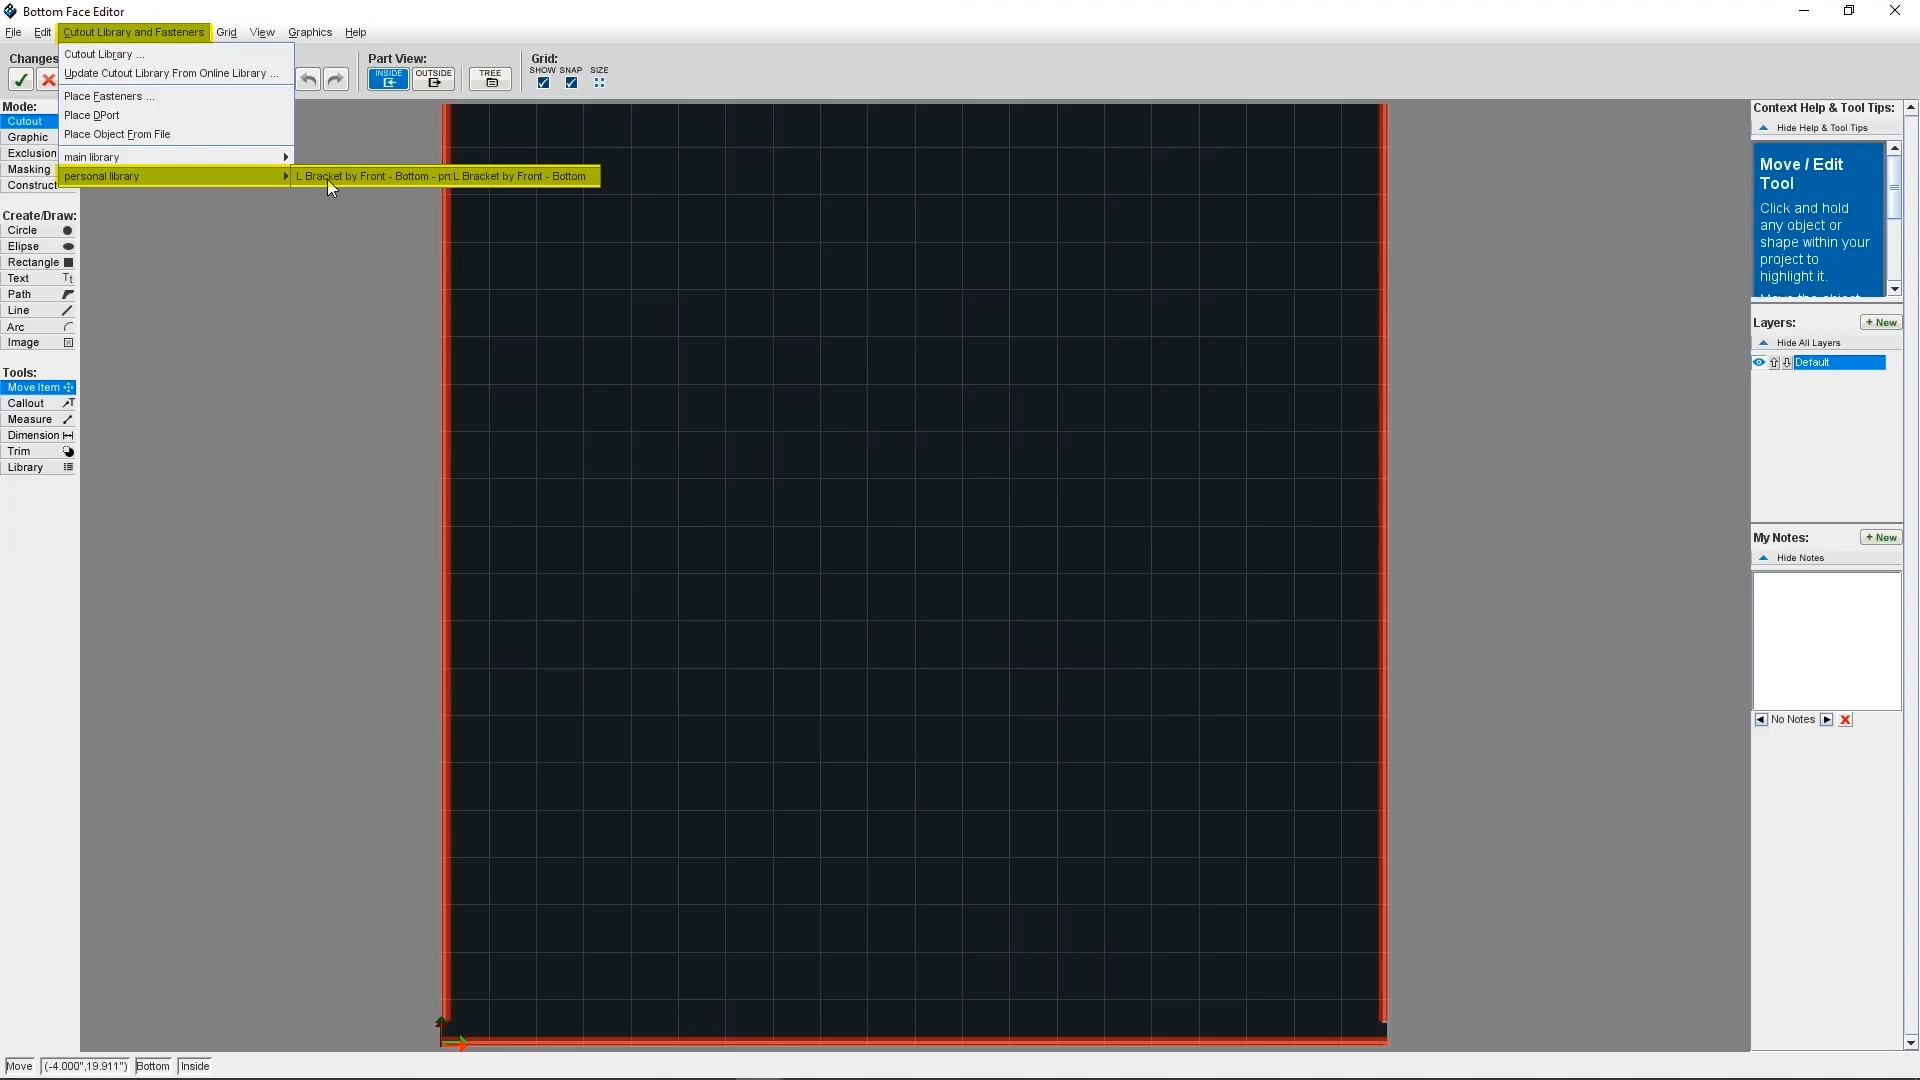 Bottom Face Editor
File Edit Cutout Library and Fasteners Grid View Graphics Help
Cutout Library ...
Update Cutout Library From Online Library ...
Place Fasteners ...
Place DPort
Place Object From File
main library
personal library
L Bracket by Front - Bottom - pn:L Bracket by Front - Bottom
Changes
Part View:
INSIDE OUTSIDE TREE
Grid:
SHOW SNAP SIZE
Mode:
Cutout
Graphic
Exclusion
Masking
Construct
Create/Draw:
Circle
Elipse
Rectangle
Text Tt
Path
Line
Arc
Image
Tools:
Move Item
Callout T
Measure
Dimension
Trim
Library
Context Help & Tool Tips:
Hide Help & Tool Tips
Move / Edit
Tool
Click and hold
any object or
shape within your
project to
highlight it.
Move the object
Layers: + New
Hide All Layers
Default
My Notes: + New
Hide Notes
No Notes X
Move (-4.000",19.911") Bottom Inside